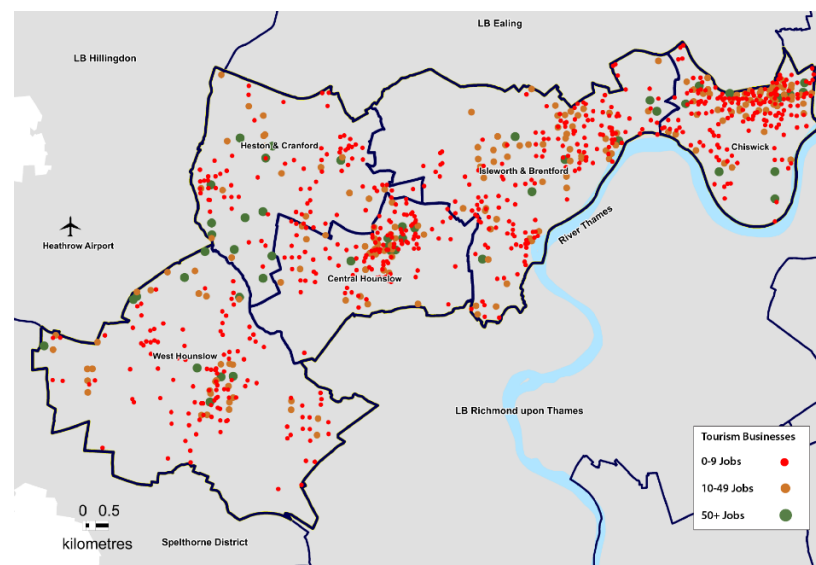 LB Ealing
LB Hillingdon
Heston & Cranford
Chiswick
Isleworth & Brentford
River Thames
Heathrow Airport
Central Hounslow
West Hounslow
LB Richmond upon Thames
Tourism Businesses
0-9 Jobs
10-49 Jobs
50+ Jobs
0 0.5
kilometres
Spelthorne District